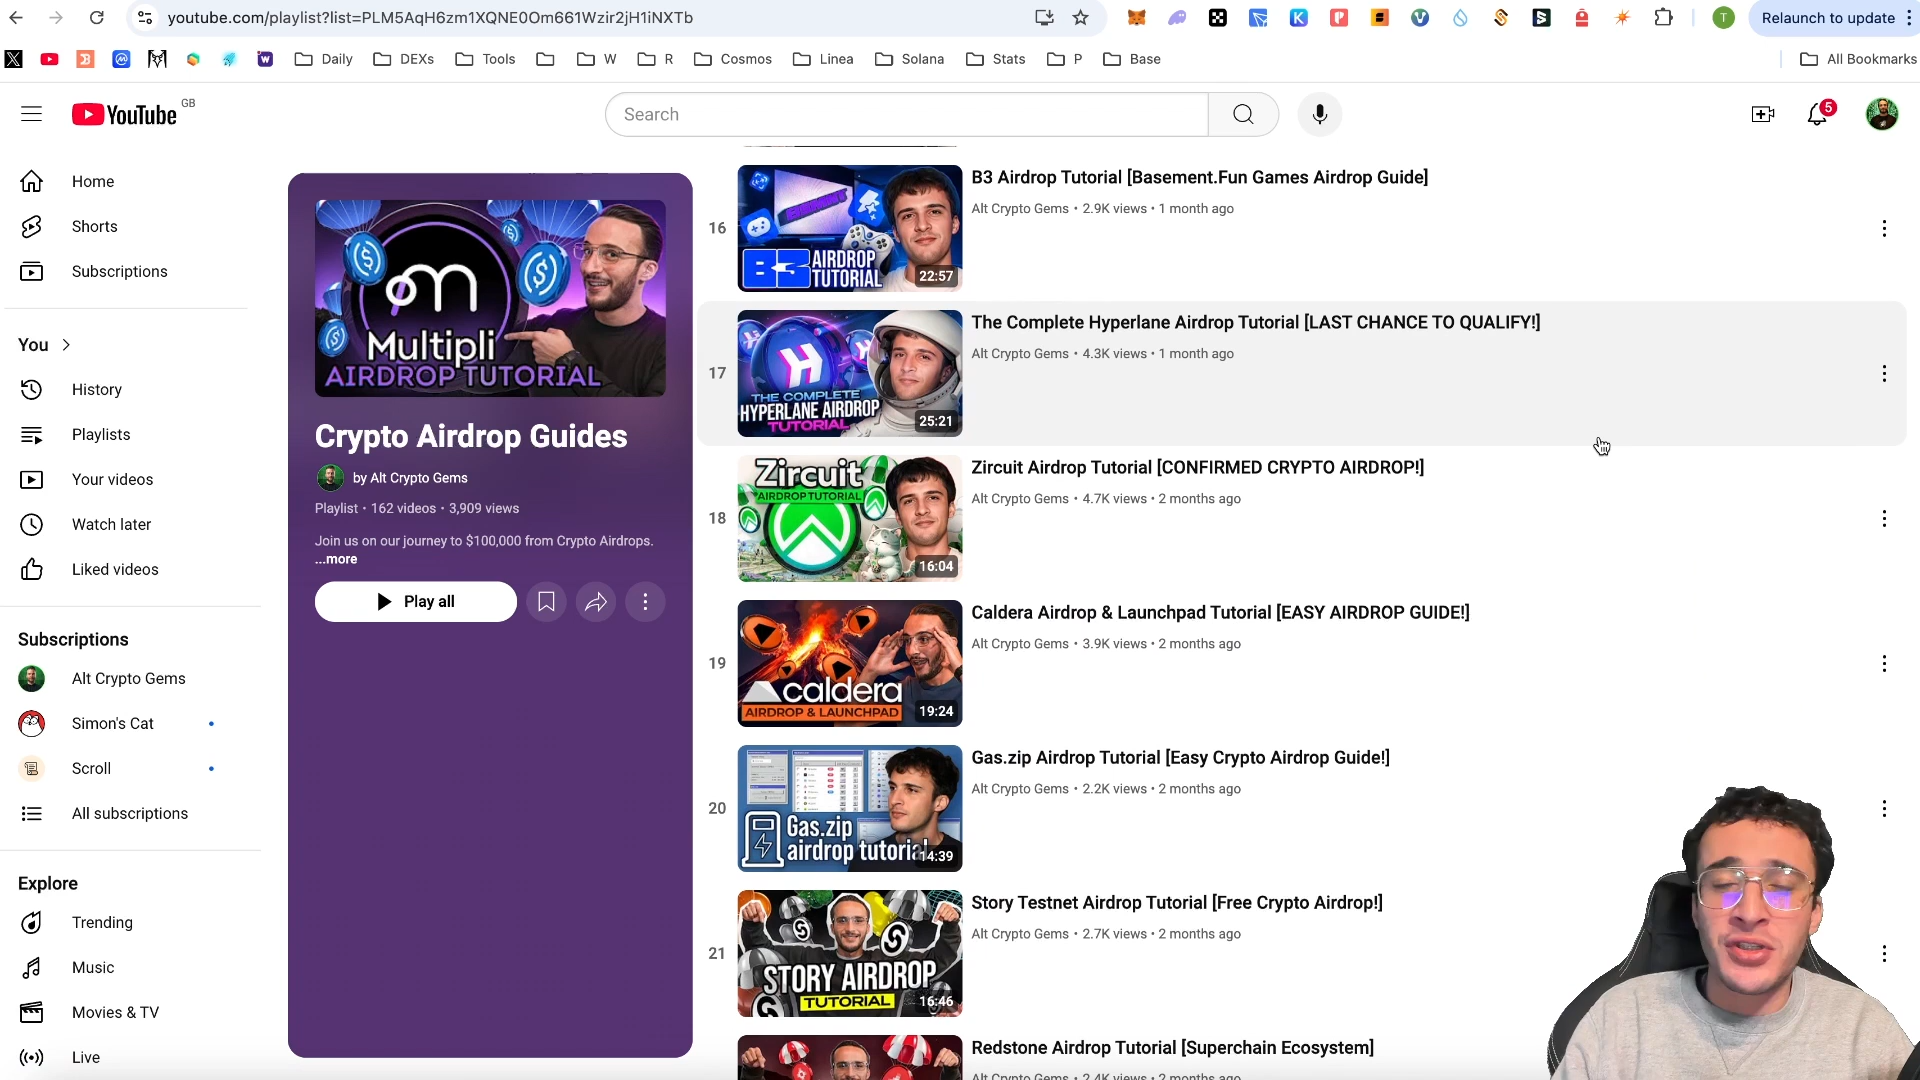 youtube.com/playlist?list=PLM5AqH6zm1XQNE0Om661Wzir2jH1iNXTb
T
Relaunch to update
Daily
DEXs
Tools
W
R
Cosmos
Linea
Solana
Stats
P
Base
All Bookmarks
YouTube GB
Search
5
Home
Shorts
Subscriptions
You
History
Playlists
Your videos
Watch later
Liked videos
Subscriptions
Alt Crypto Gems
Simon's Cat
Scroll
All subscriptions
Explore
Trending
Music
Movies & TV
Live
Multipli
AIRDROP TUTORIAL
Crypto Airdrop Guides
by Alt Crypto Gems
Playlist • 162 videos • 3,909 views
Join us on our journey to $100,000 from Crypto Airdrops.
...more
Play all
16
B3 AIRDROP
TUTORIAL
22:57
B3 Airdrop Tutorial [Basement.Fun Games Airdrop Guide]
Alt Crypto Gems • 2.9K views • 1 month ago
17
THE COMPLETE
HYPERLANE AIRDROP
TUTORIAL
25:21
The Complete Hyperlane Airdrop Tutorial [LAST CHANCE TO QUALIFY!]
Alt Crypto Gems • 4.3K views • 1 month ago
18
Zircuit
AIRDROP TUTORIAL
16:04
Zircuit Airdrop Tutorial [CONFIRMED CRYPTO AIRDROP!]
Alt Crypto Gems • 4.7K views • 2 months ago
19
caldera
AIRDROP & LAUNCHPAD
19:24
Caldera Airdrop & Launchpad Tutorial [EASY AIRDROP GUIDE!]
Alt Crypto Gems • 3.9K views • 2 months ago
20
Gas.zip
airdrop tutorial
14:39
Gas.zip Airdrop Tutorial [Easy Crypto Airdrop Guide!]
Alt Crypto Gems • 2.2K views • 2 months ago
21
STORY AIRDROP
TUTORIAL
16:46
Story Testnet Airdrop Tutorial [Free Crypto Airdrop!]
Alt Crypto Gems • 2.7K views • 2 months ago
Redstone Airdrop Tutorial [Superchain Ecosystem]
Alt Crypto Gems • 2.4K views • 2 months ago